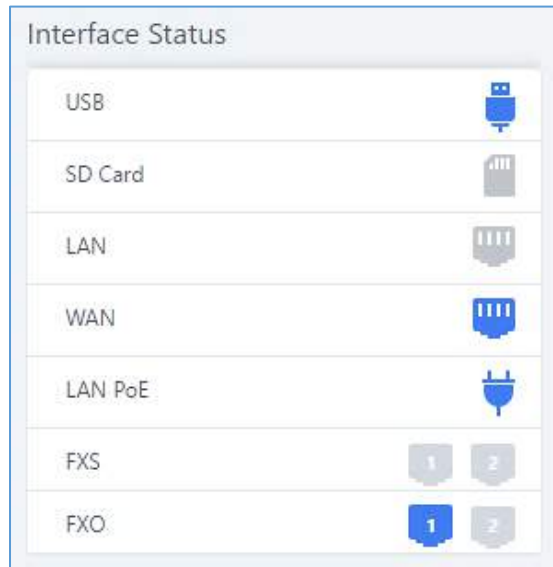 Interface Status
USB
SD Card
LAN
WAN
LAN PoE
FXS 1 2
FXO 1 2